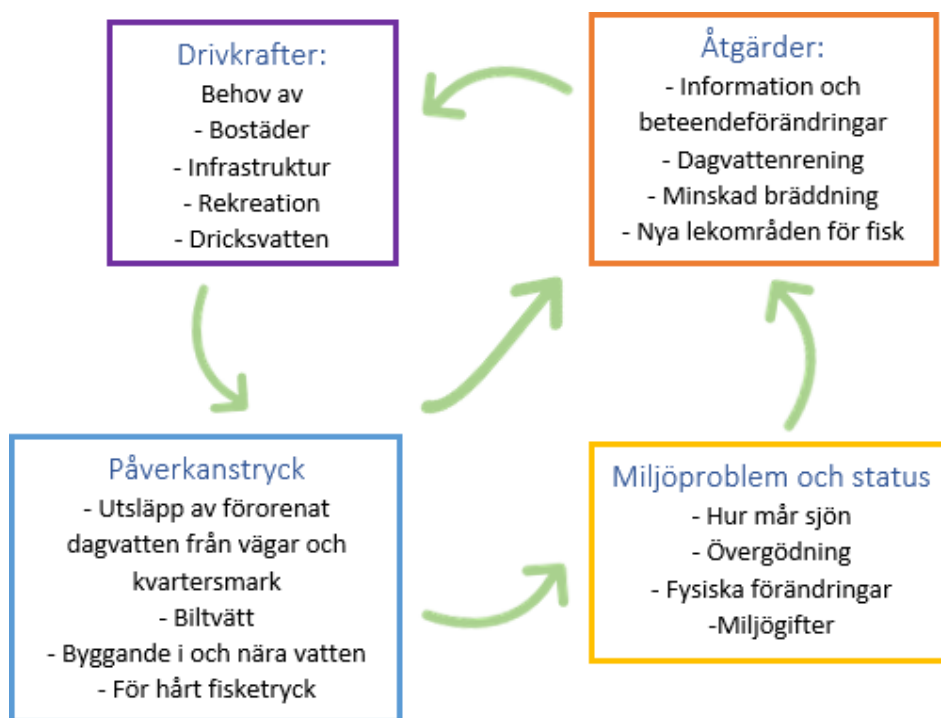 Drivkrafter:
Behov av
- Bostäder
- Infrastruktur
- Rekreation
- Dricksvatten
Åtgärder:
- Information och
beteendeförändringar
- Dagvattenrening
- Minskad bräddning
- Nya lekområden för fisk
Påverkanstryck
- Utsläpp av förorenat
dagvatten från vägar och
kvartersmark
- Biltvätt
- Byggande i och nära vatten
- För hårt fisketryck
Miljöproblem och status
- Hur mår sjön
- Övergödning
- Fysiska förändringar
-Miljögifter